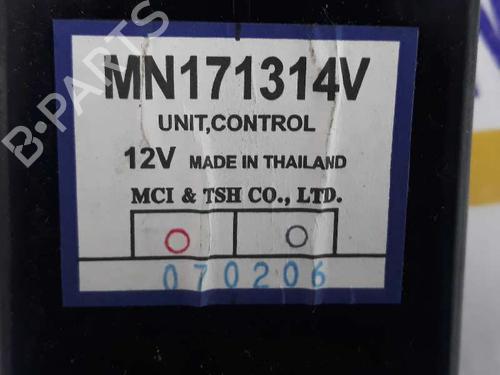 B-PARTS
MN171314V
UNIT,CONTROL
12V MADE IN THAILAND
MCI & TSH CO., LTD.
070206